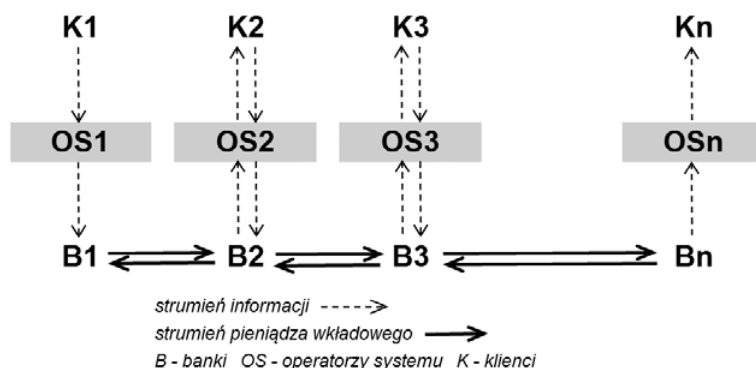 K1 K2 K3 Kn
OS1 OS2 OS3 OSn
B1 B2 B3 Bn
strumień informacji
strumień pieniądza wkładowego
B - banki OS - operatorzy systemu K - klienci